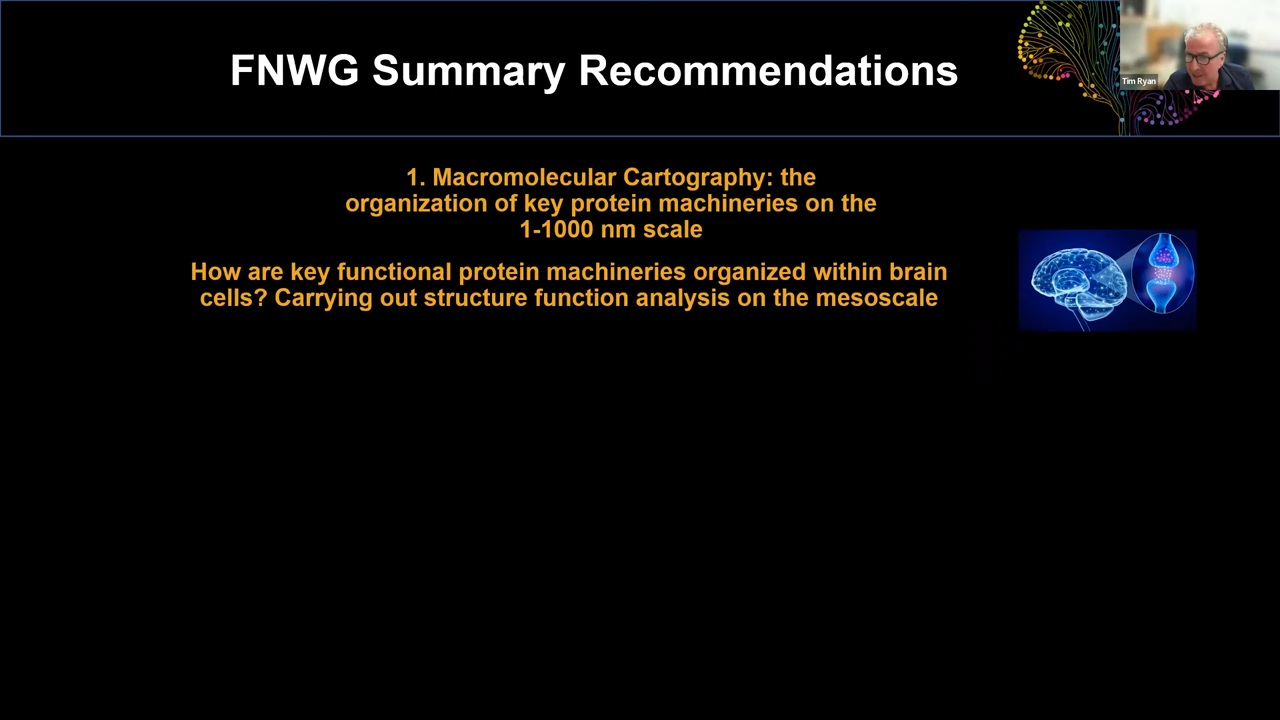 FNWG Summary Recommendations
Tim Ryan
1. Macromolecular Cartography: the
organization of key protein machineries on the
1-1000 nm scale
How are key functional protein machineries organized within brain
cells? Carrying out structure function analysis on the mesoscale